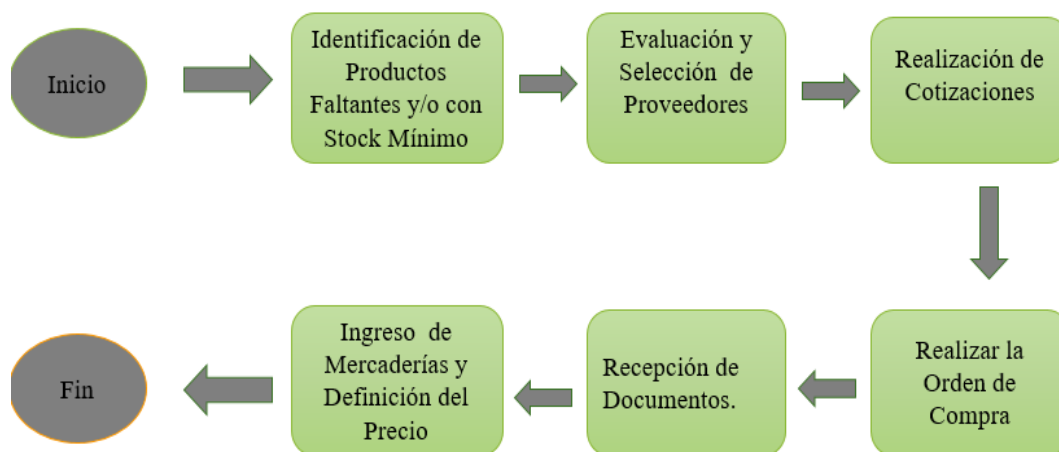 Inicio
Identificación de
Productos
Faltantes y/o con
Stock Mínimo
Evaluación y
Selección de
Proveedores
Realización de
Cotizaciones
Realizar la
Orden de
Compra
Recepción de
Documentos.
Ingreso de
Mercaderías y
Definición del
Precio
Fin